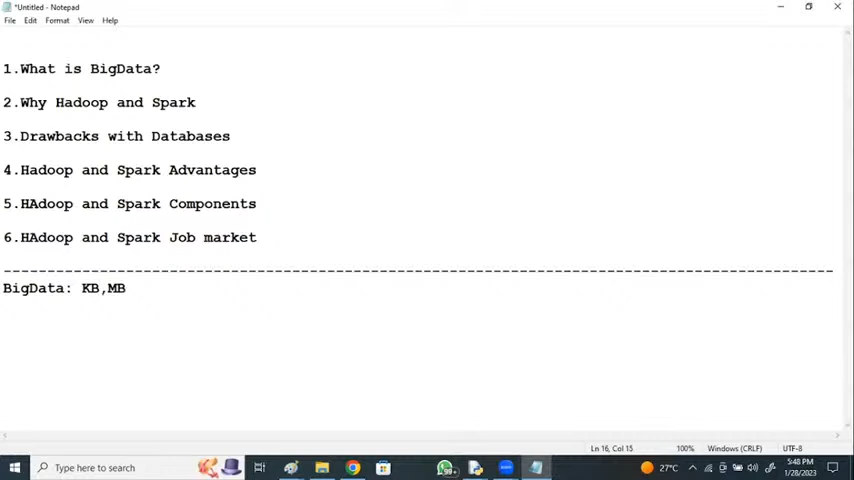 *Untitled - Notepad
File Edit Format View Help
1.What is BigData?
2.Why Hadoop and Spark
3.Drawbacks with Databases
4.Hadoop and Spark Advantages
5.HAdoop and Spark Components
6.HAdoop and Spark Job market
-----------------------------------------------------------------------------------------------
BigData: KB,MB
Ln 16, Col 15 100% Windows (CRLF) UTF-8
Type here to search 99+ 27°C 5:48 PM
1/28/2023